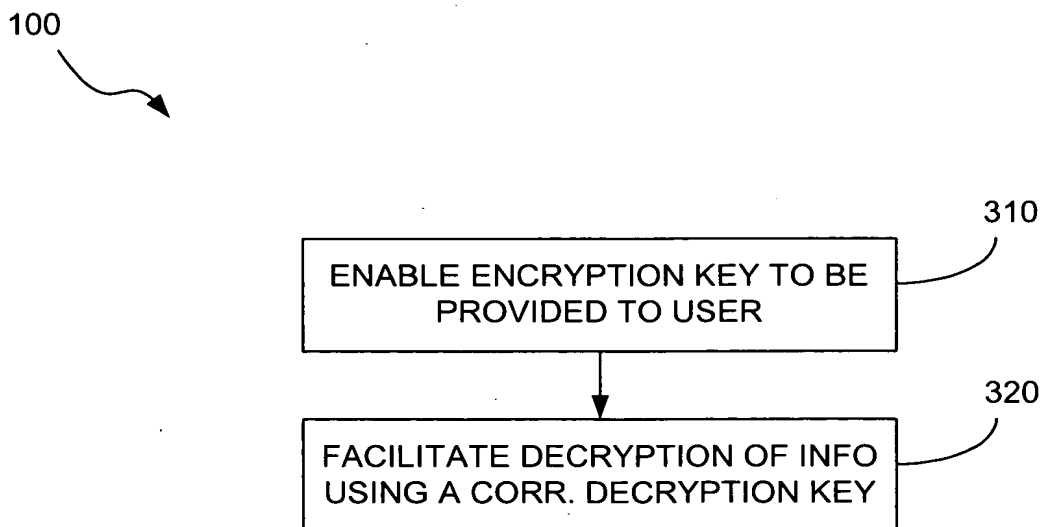 100
310
ENABLE ENCRYPTION KEY TO BE
PROVIDED TO USER
320
FACILITATE DECRYPTION OF INFO
USING A CORR. DECRYPTION KEY